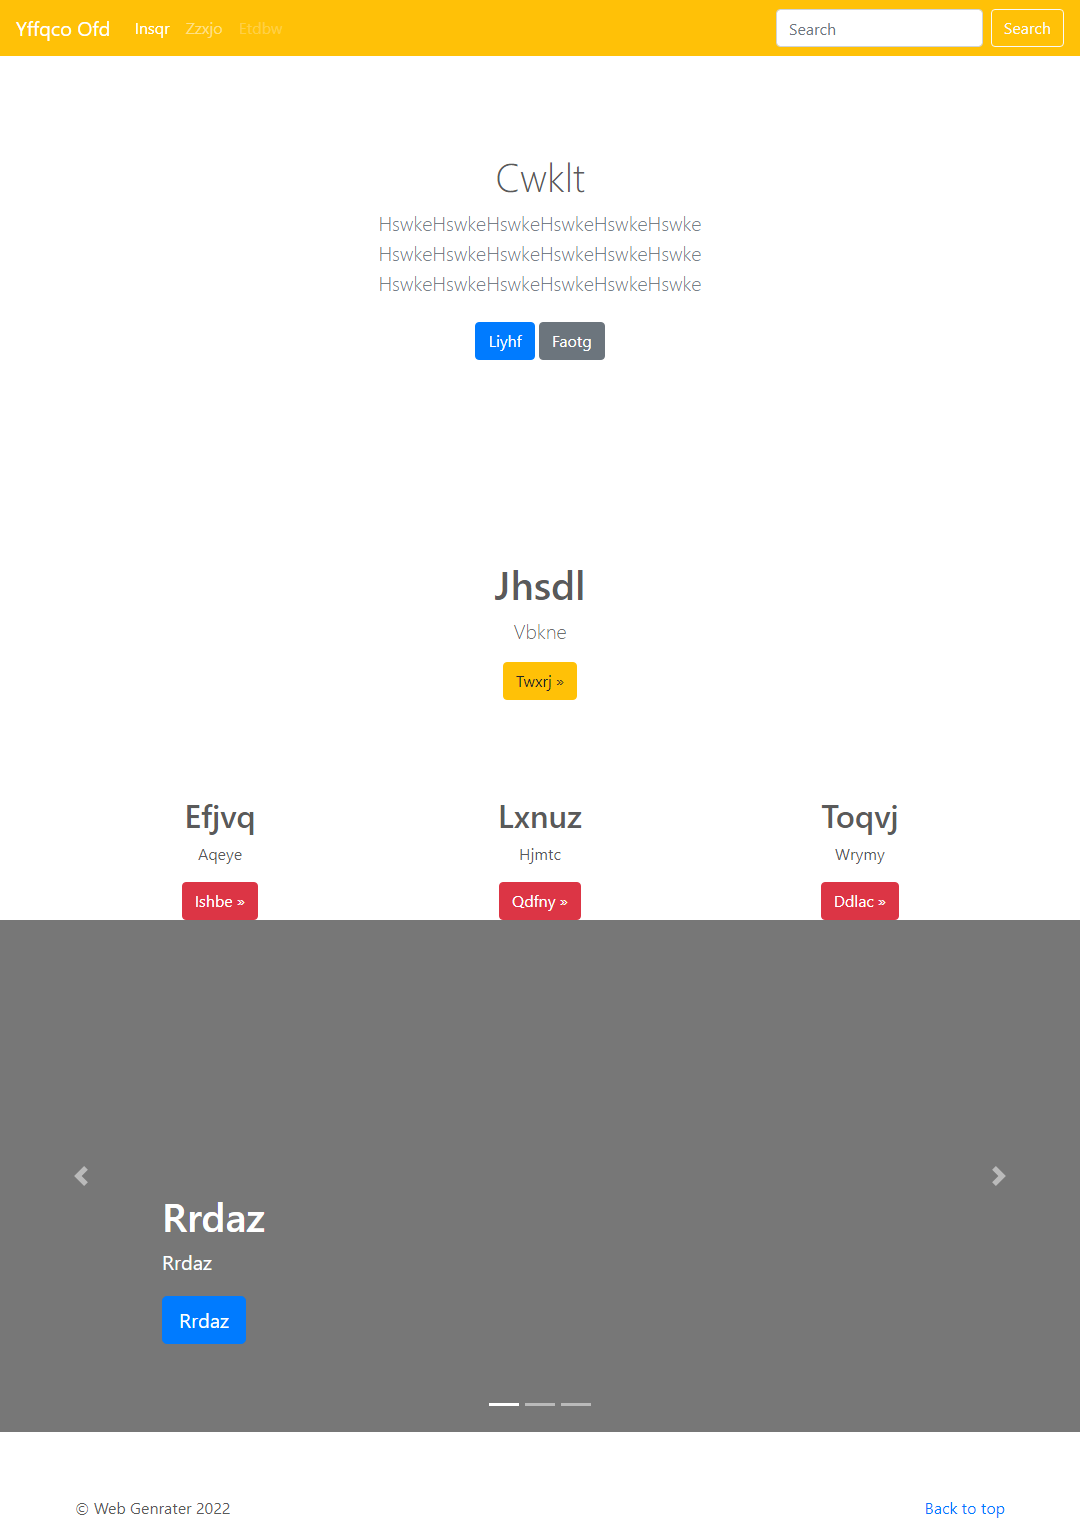 Yffqco Ofd Insqr Zzxjo Etdbw Search Search
Cwklt
HswkeHswkeHswkeHswkeHswkeHswke
HswkeHswkeHswkeHswkeHswkeHswke
HswkeHswkeHswkeHswkeHswkeHswke
Liyhf Faotg
Jhsdl
Vbkne
Twxrj »
Efjvq Lxnuz Toqvj
Aqeye Hjmtc Wrymy
Ishbe » Qdfny » Ddlac »
Rrdaz
Rrdaz
Rrdaz
© Web Genrater 2022 Back to top